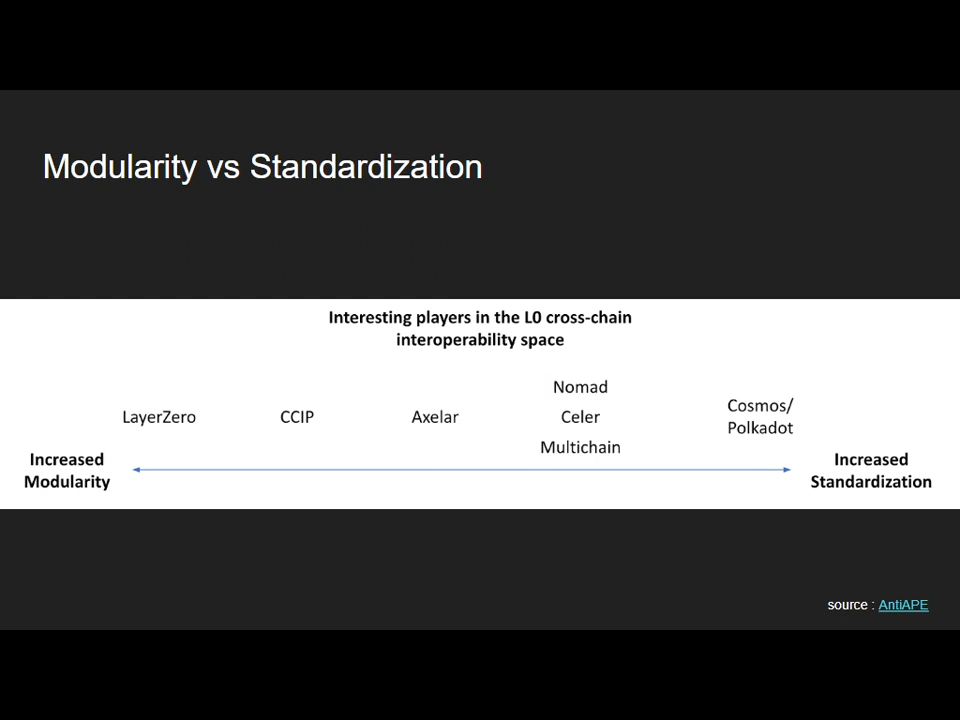 Modularity vs Standardization
Interesting players in the L0 cross-chain
interoperability space
LayerZero
CCIP
Axelar
Nomad
Celer
Multichain
Cosmos/
Polkadot
Increased
Modularity
Increased
Standardization
source : AntiAPE